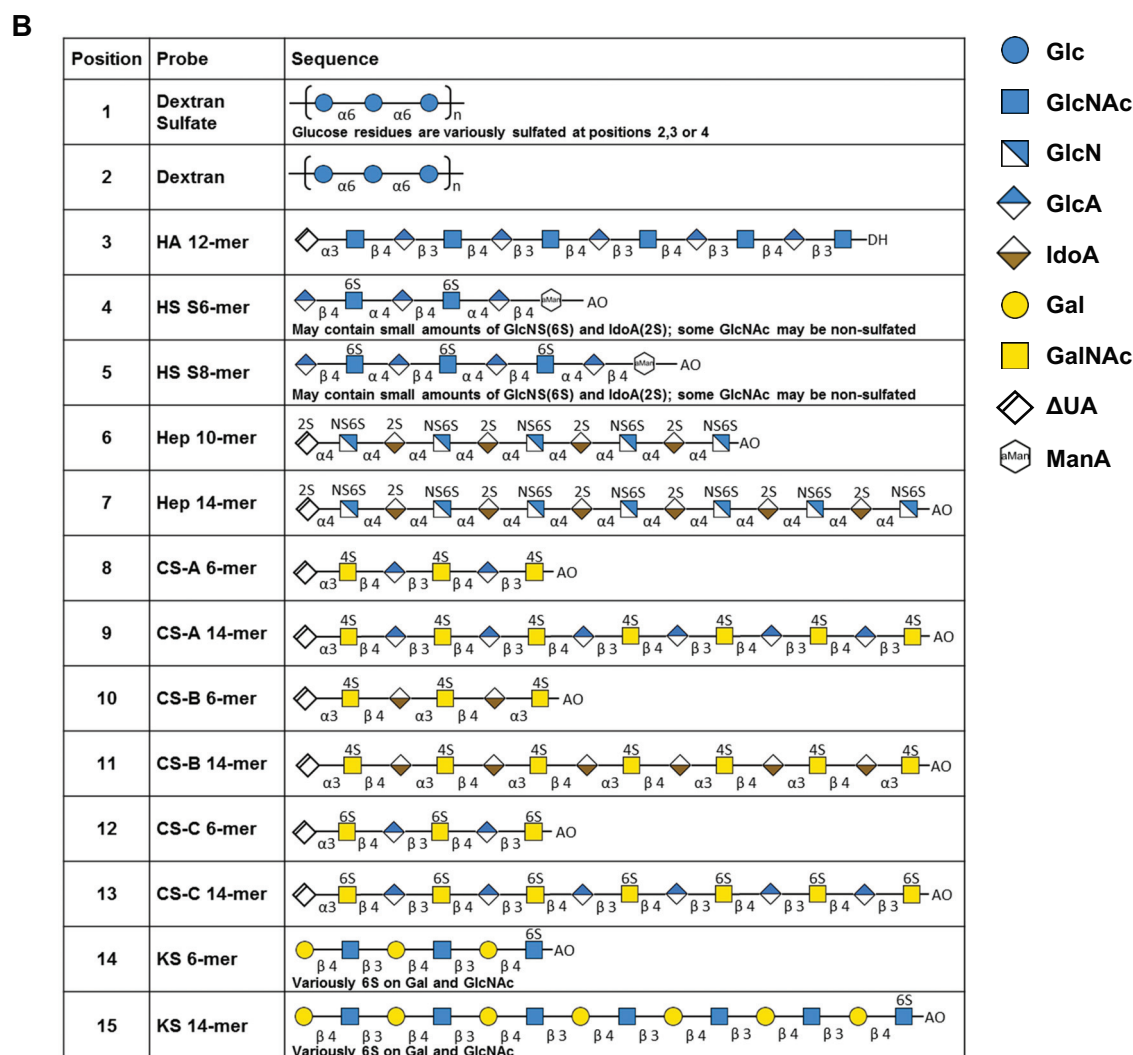 B
Position Probe Sequence
1 Dextran Sulfate
α6 α6 n
Glucose residues are variously sulfated at positions 2,3 or 4
2 Dextran
α6 α6 n
3 HA 12-mer
DH
α3 β4 β3 β4 β3 β4 β3 β4 β3 β4 β3
4 HS S6-mer
6S 6S
aMan AO
β4 α4 β4 α4 β4
May contain small amounts of GlcNS(6S) and IdoA(2S); some GlcNAc may be non-sulfated
5 HS S8-mer
6S 6S 6S
aMan AO
β4 α4 β4 α4 β4 α4 β4
May contain small amounts of GlcNS(6S) and IdoA(2S); some GlcNAc may be non-sulfated
6 Hep 10-mer
2S NS6S 2S NS6S 2S NS6S 2S NS6S 2S NS6S
AO
α4 α4 α4 α4 α4 α4 α4 α4 α4
7 Hep 14-mer
2S NS6S 2S NS6S 2S NS6S 2S NS6S 2S NS6S 2S NS6S 2S NS6S
AO
α4 α4 α4 α4 α4 α4 α4 α4 α4 α4 α4 α4 α4
8 CS-A 6-mer
4S 4S 4S
AO
α3 β4 β3 β4 β3
9 CS-A 14-mer
4S 4S 4S 4S 4S 4S 4S
AO
α3 β4 β3 β4 β3 β4 β3 β4 β3 β4 β3 β4 β3
10 CS-B 6-mer
4S 4S 4S
AO
α3 β4 α3 β4 α3
11 CS-B 14-mer
4S 4S 4S 4S 4S 4S 4S
AO
α3 β4 α3 β4 α3 β4 α3 β4 α3 β4 α3 β4 α3
12 CS-C 6-mer
6S 6S 6S
AO
α3 β4 β3 β4 β3
13 CS-C 14-mer
6S 6S 6S 6S 6S 6S 6S
AO
α3 β4 β3 β4 β3 β4 β3 β4 β3 β4 β3 β4 β3
14 KS 6-mer
6S
AO
β4 β3 β4 β3 β4
Variously 6S on Gal and GlcNAc
15 KS 14-mer
6S
AO
β4 β3 β4 β3 β4 β3 β3 β4 β3 β4 β3 β4
Variously 6S on Gal and GlcNAc
Glc
GlcNAc
GlcN
GlcA
IdoA
Gal
GalNAc
ΔUA
aMan ManA